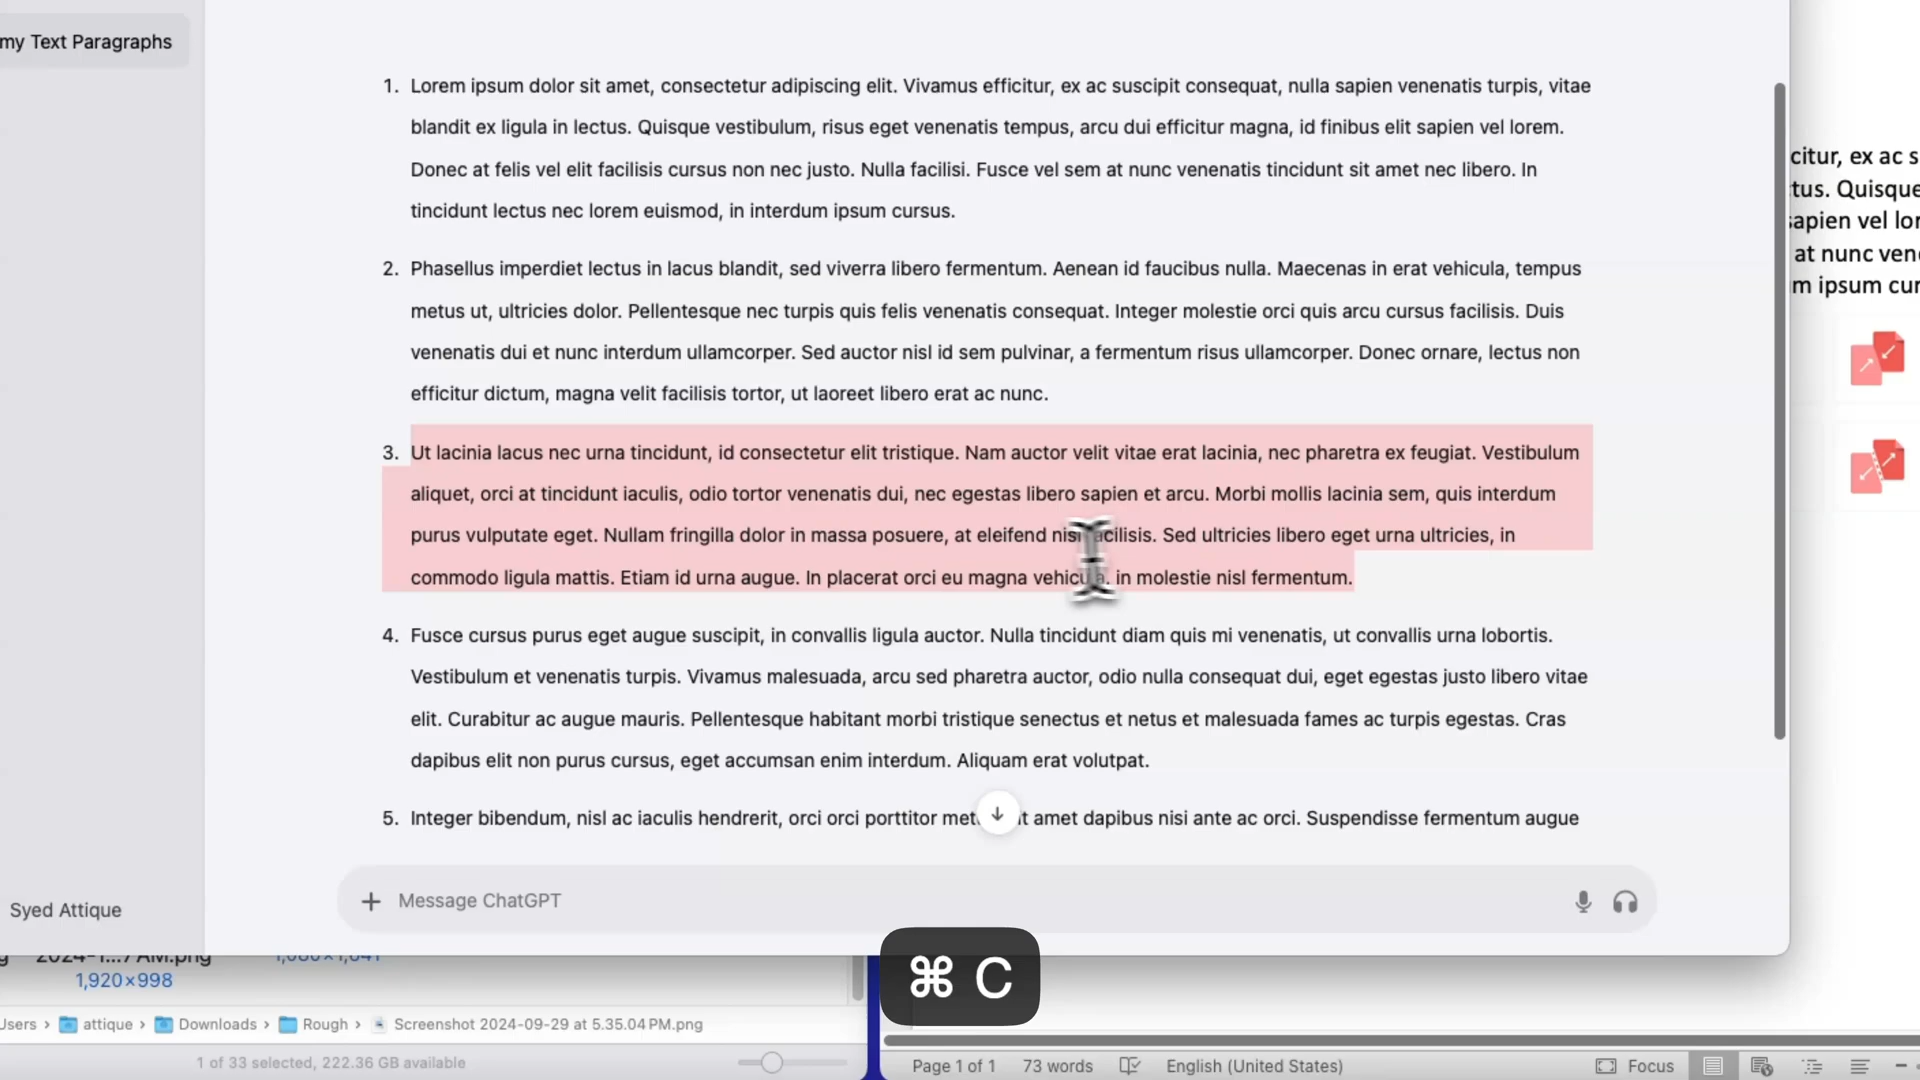 my Text Paragraphs
1. Lorem ipsum dolor sit amet, consectetur adipiscing elit. Vivamus efficitur, ex ac suscipit consequat, nulla sapien venenatis turpis, vitae
blandit ex ligula in lectus. Quisque vestibulum, risus eget venenatis tempus, arcu dui efficitur magna, id finibus elit sapien vel lorem.
Donec at felis vel elit facilisis cursus non nec justo. Nulla facilisi. Fusce vel sem at nunc venenatis tincidunt sit amet nec libero. In
tincidunt lectus nec lorem euismod, in interdum ipsum cursus.
2. Phasellus imperdiet lectus in lacus blandit, sed viverra libero fermentum. Aenean id faucibus nulla. Maecenas in erat vehicula, tempus
metus ut, ultricies dolor. Pellentesque nec turpis quis felis venenatis consequat. Integer molestie orci quis arcu cursus facilisis. Duis
venenatis dui et nunc interdum ullamcorper. Sed auctor nisl id sem pulvinar, a fermentum risus ullamcorper. Donec ornare, lectus non
efficitur dictum, magna velit facilisis tortor, ut laoreet libero erat ac nunc.
3. Ut lacinia lacus nec urna tincidunt, id consectetur elit tristique. Nam auctor velit vitae erat lacinia, nec pharetra ex feugiat. Vestibulum
aliquet, orci at tincidunt iaculis, odio tortor venenatis dui, nec egestas libero sapien et arcu. Morbi mollis lacinia sem, quis interdum
purus vulputate eget. Nullam fringilla dolor in massa posuere, at eleifend Sed ultricies libero eget urna ultricies, in
commodo ligula mattis. Etiam id urna augue. In placerat orci eu magna in molestie nisl fermentum.
4. Fusce cursus purus eget augue suscipit, in convallis ligula auctor. Nulla tincidunt diam quis mi venenatis, ut convallis urna lobortis.
Vestibulum et venenatis turpis. Vivamus malesuada, arcu sed pharetra auctor, odio nulla consequat dui, eget egestas justo libero vitae
elit. Curabitur ac augue mauris. Pellentesque habitant morbi tristique senectus et netus et malesuada fames ac turpis egestas. Cras
dapibus elit non purus cursus, eget accumsan enim interdum. Aliquam erat volutpat.
5. Integer bibendum, nisl ac iaculis hendrerit, orci orci porttitor amet dapibus nisi ante ac orci. Suspendisse fermentum augue
citur, ex ac s
tus. Quisque
sapien vel lor
at nunc ven
m ipsum cur
Message ChatGPT
Syed Attique
⌘ C
1,920×998
Users › attique › Downloads › Rough › Screenshot 2024-09-29 at 5.35.04 PM.png
1 of 33 selected, 222.36 GB available
Page 1 of 1 73 words English (United States) Focus